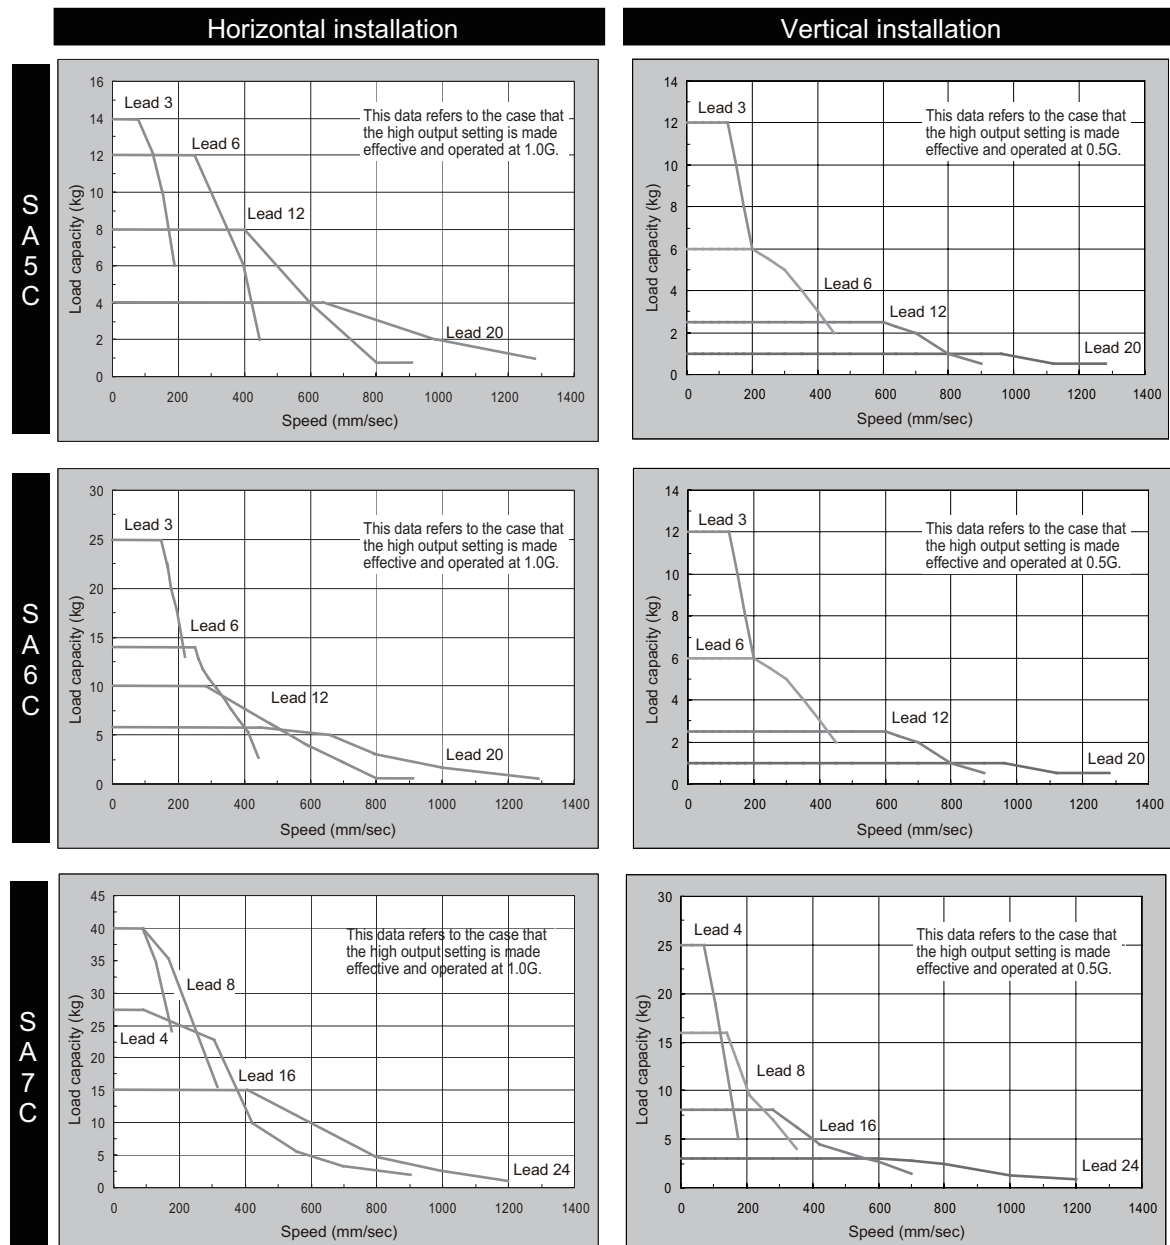 Horizontal installation
Vertical installation
SA5C
16
14
12
10
8
6
4
2
0
Load capacity (kg)
Lead 3
Lead 6
Lead 12
Lead 20
This data refers to the case that
the high output setting is made
effective and operated at 1.0G.
0 200 400 600 800 1000 1200 1400
Speed (mm/sec)
14
12
10
8
6
4
2
0
Load capacity (kg)
Lead 3
Lead 6
Lead 12
Lead 20
This data refers to the case that
the high output setting is made
effective and operated at 0.5G.
0 200 400 600 800 1000 1200 1400
Speed (mm/sec)
SA6C
30
25
20
15
10
5
0
Load capacity (kg)
Lead 3
Lead 6
Lead 12
Lead 20
This data refers to the case that
the high output setting is made
effective and operated at 1.0G.
0 200 400 600 800 1000 1200 1400
Speed (mm/sec)
14
12
10
8
6
4
2
0
Load capacity (kg)
Lead 3
Lead 6
Lead 12
Lead 20
This data refers to the case that
the high output setting is made
effective and operated at 0.5G.
0 200 400 600 800 1000 1200 1400
Speed (mm/sec)
SA7C
45
40
35
30
25
20
15
10
5
0
Load capacity (kg)
Lead 8
Lead 4
Lead 16
Lead 24
This data refers to the case that
the high output setting is made
effective and operated at 1.0G.
0 200 400 600 800 1000 1200 1400
Speed (mm/sec)
30
25
20
15
10
5
0
Load capacity (kg)
Lead 4
Lead 8
Lead 16
Lead 24
This data refers to the case that
the high output setting is made
effective and operated at 0.5G.
0 200 400 600 800 1000 1200 1400
Speed (mm/sec)